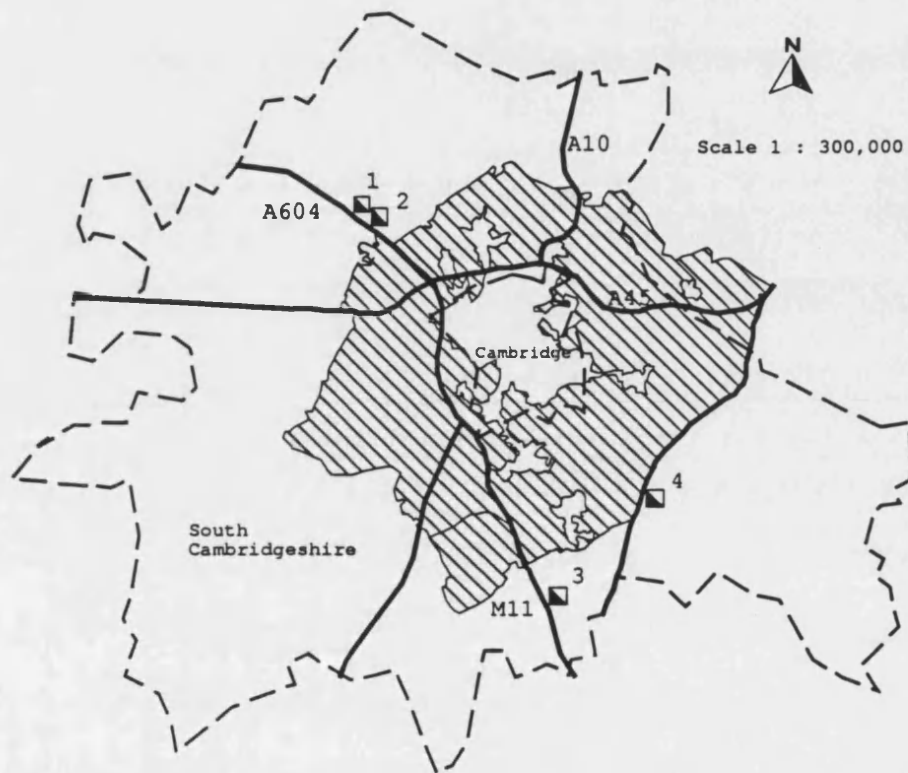 N
A10
Scale 1 : 300,000
1
2
A604
A45
Cambridge
4
South
Cambridgeshire
3
M11